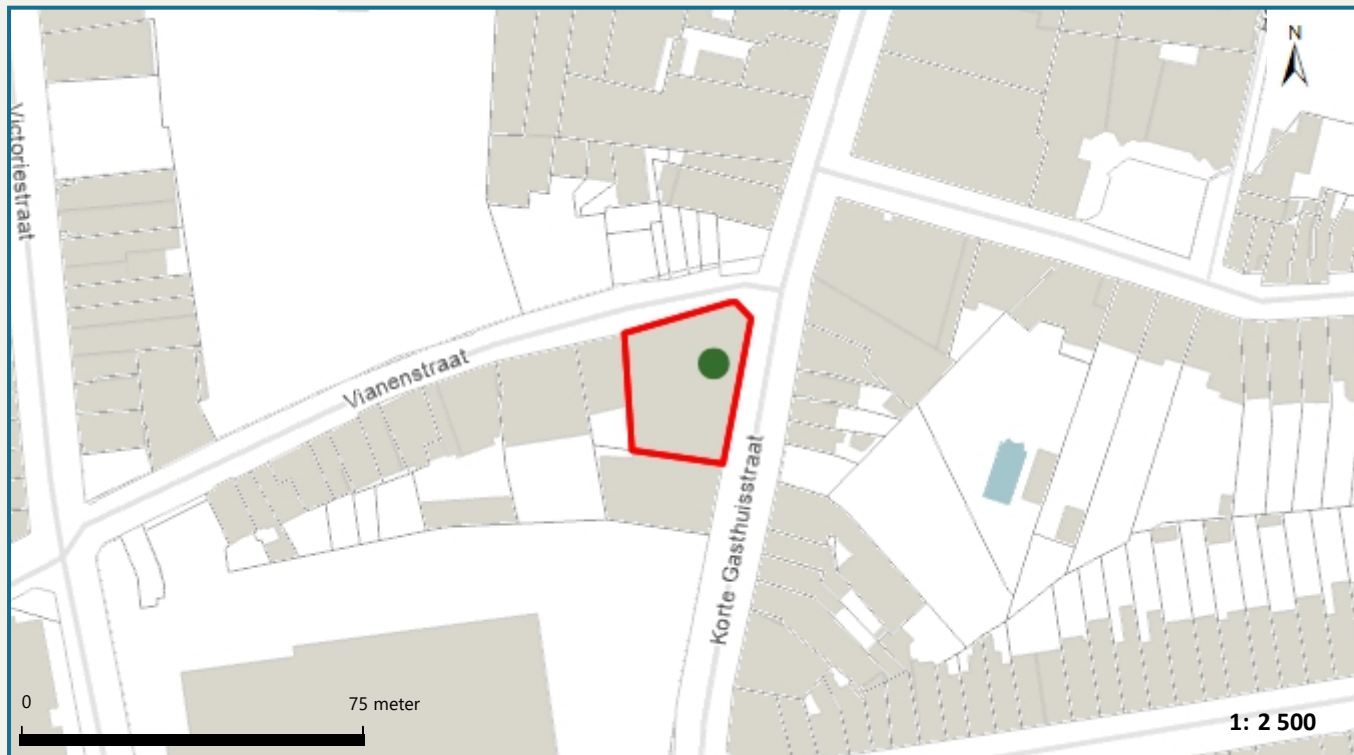 N
Victoriestraat
Vianenstraat
Korte Gasthuisstraat
0
75 meter
1: 2 500